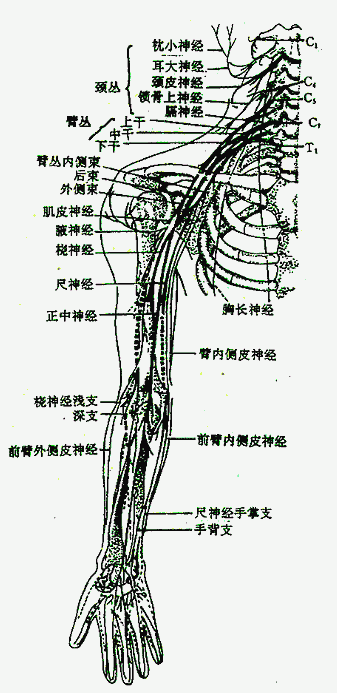 枕小神经
耳大神经
颈皮神经
锁骨上神经
膈神经
颈丛
臂丛
上干
中干
下干
C₁
C₄
C₅
T₁
臂丛内侧束
后束
外侧束
肌皮神经
腋神经
桡神经
尺神经
正中神经
胸长神经
臂内侧皮神经
桡神经浅支
深支
前臂外侧皮神经
前臂内侧皮神经
尺神经手掌支
手背支